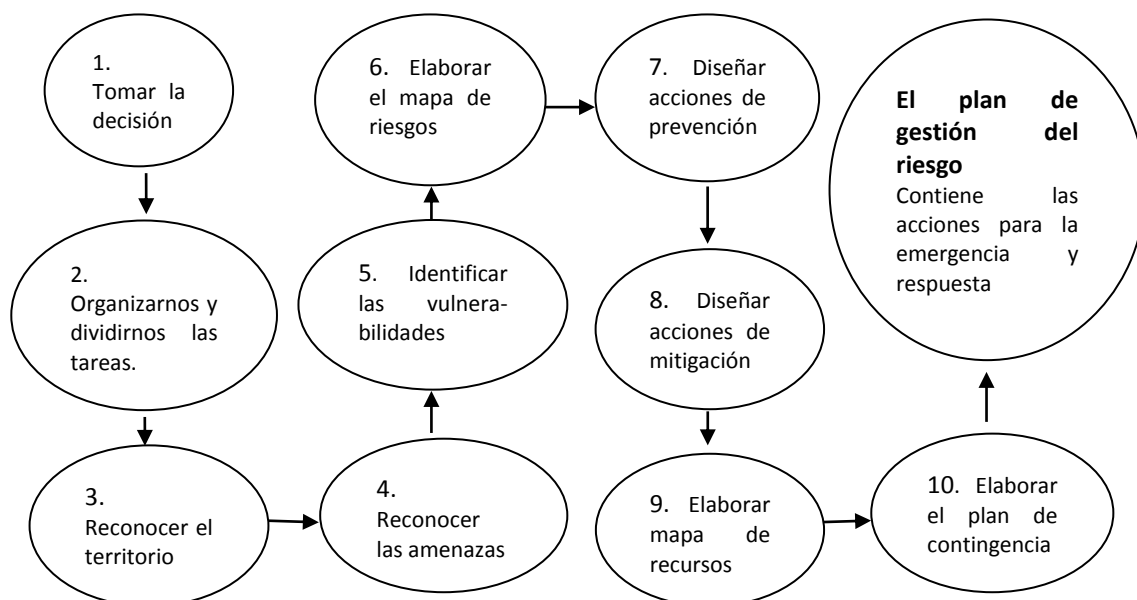 1.
Tomar la
decisión
2.
Organizarnos y
dividirnos las
tareas.
3.
Reconocer el
territorio
4.
Reconocer
las amenazas
5. Identificar
las vulnera-
bilidades
6. Elaborar
el mapa de
riesgos
7. Diseñar
acciones de
prevención
8. Diseñar
acciones de
mitigación
9. Elaborar
mapa de
recursos
10. Elaborar
el plan de
contingencia
El plan de
gestión del
riesgo
Contiene las
acciones para la
emergencia y
respuesta